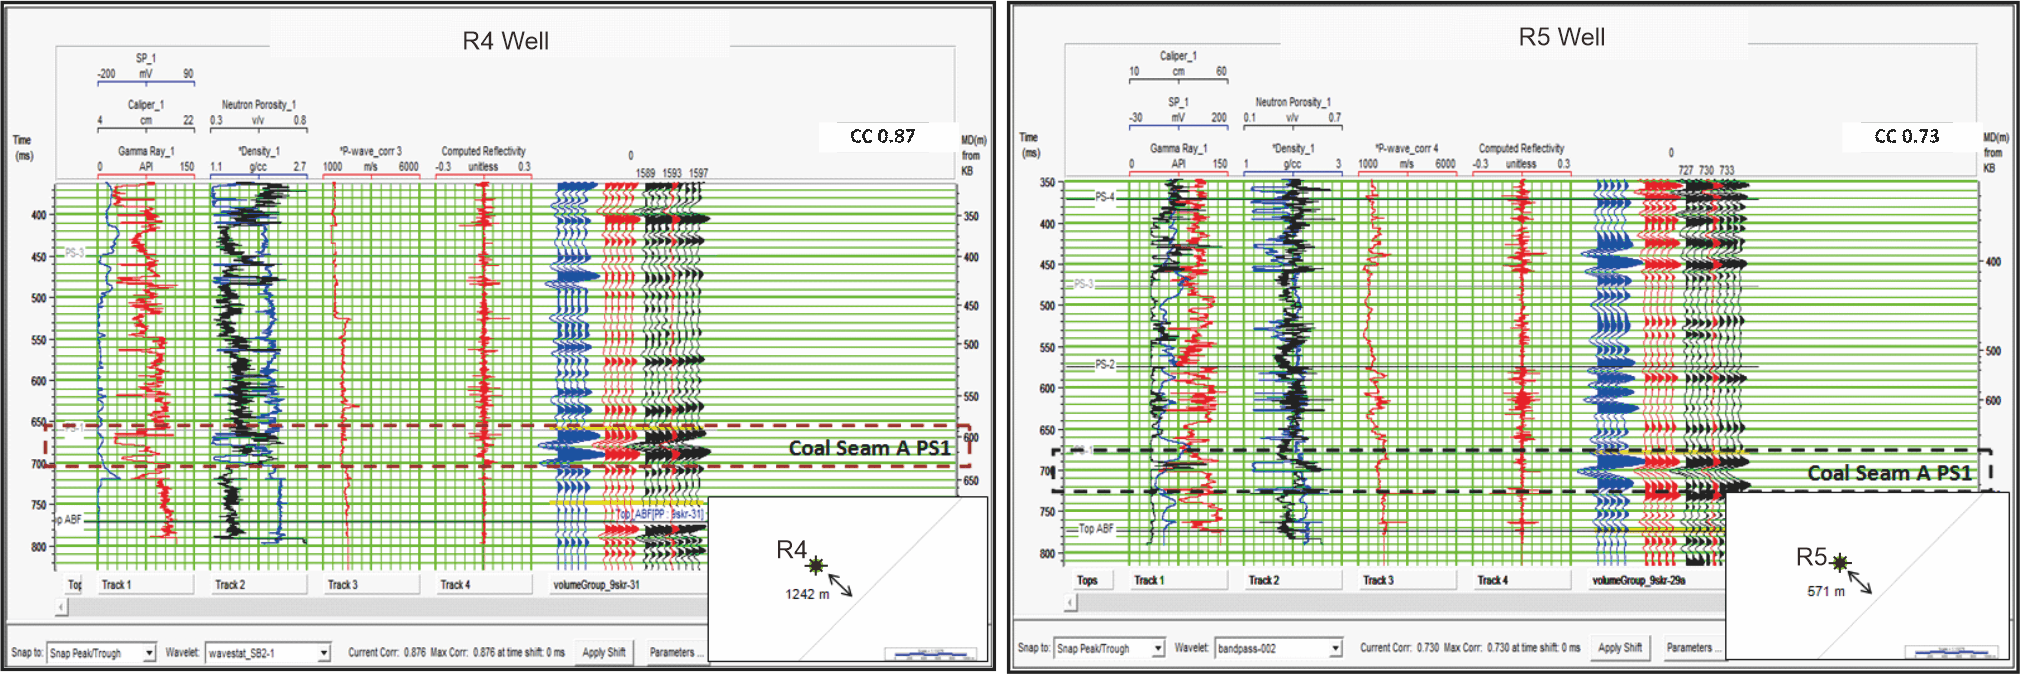 R4 Well
SP_1
-200 mV 90
Caliper_1 Neutron Porosity_1
4 cm 22 0.3 v/v 0.8
CC 0.87
Time
(ms)
MD(m)
from
KB
Gamma Ray_1 *Density_1 *P-wave_corr 3 Computed Reflectivity 0
0 API 150 1.1 g/cc 2.7 1000 m/s 6000 -0.3 unitless 0.3 1589 1593 1597
400
450
500
550
600
650
700
750
800
350
400
450
500
550
600
650
PS-3
PS-1
Coal Seam A PS1
Top_ABF[PP : 9skr-31]
p ABF
R4
1242 m
Top Track 1 Track 2 Track 3 Track 4 volumeGroup_9skr-31
Snap to: Snap Peak/Trough Wavelet: wavestat_SB2-1 Current Corr: 0.876 Max Corr: 0.876 at time shift: 0 ms Apply Shift Parameters ...
R5 Well
Caliper_1
10 cm 60
SP_1 Neutron Porosity_1
-30 mV 200 0.1 v/v 0.7
CC 0.73
Time
(ms)
MD(m)
from
KB
Gamma Ray_1 *Density_1 *P-wave_corr 4 Computed Reflectivity 0
0 API 150 1 g/cc 3 1000 m/s 6000 -0.3 unitless 0.3 727 730 733
350
400
450
500
550
600
650
700
750
800
400
500
600
PS-4
PS-3
PS-2
Coal Seam A PS1
Top ABF
R5
571 m
Tops Track 1 Track 2 Track 3 Track 4 volumeGroup_9skr-29a
Snap to: Snap Peak/Trough Wavelet: bandpass-002 Current Corr: 0.730 Max Corr: 0.730 at time shift: 0 ms Apply Shift Parameters ...